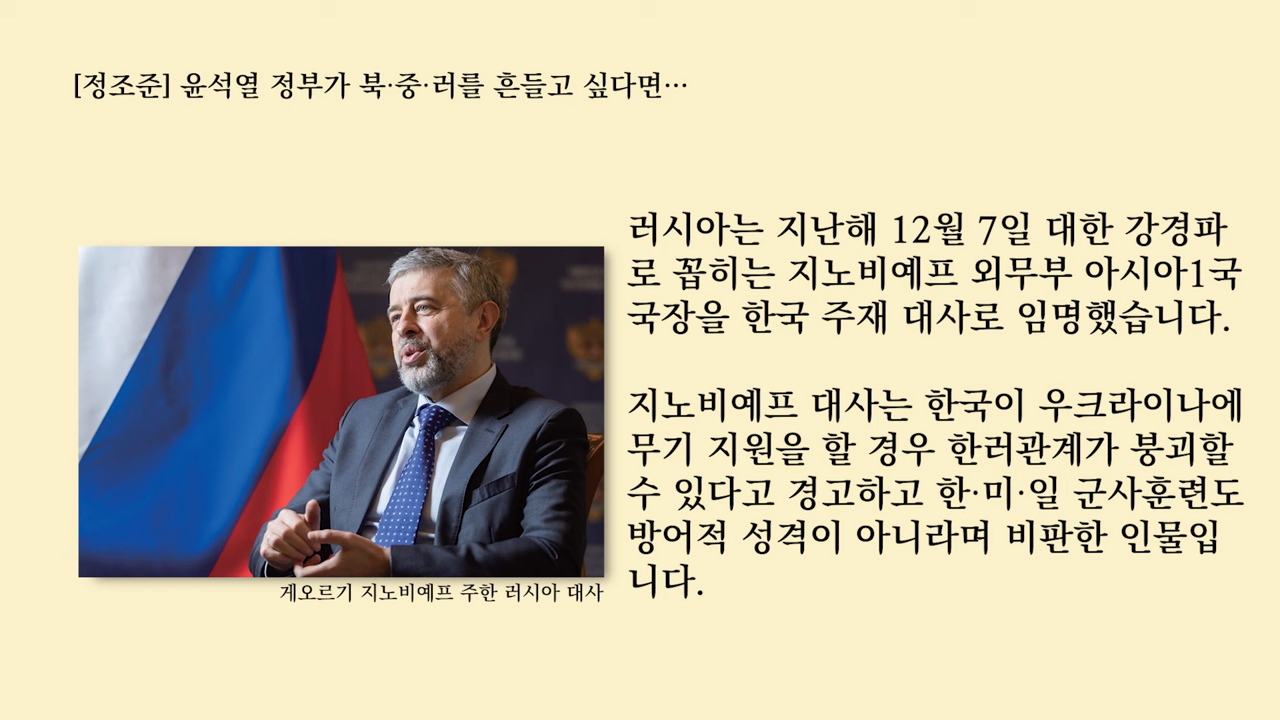 [정조준] 윤석열 정부가 북·중·러를 흔들고 싶다면…
러시아는 지난해 12월 7일 대한 강경파
로 꼽히는 지노비예프 외무부 아시아1국
국장을 한국 주재 대사로 임명했습니다.
지노비예프 대사는 한국이 우크라이나에
무기 지원을 할 경우 한러관계가 붕괴할
수 있다고 경고하고 한·미·일 군사훈련도
방어적 성격이 아니라며 비판한 인물입
니다.
게오르기 지노비예프 주한 러시아 대사